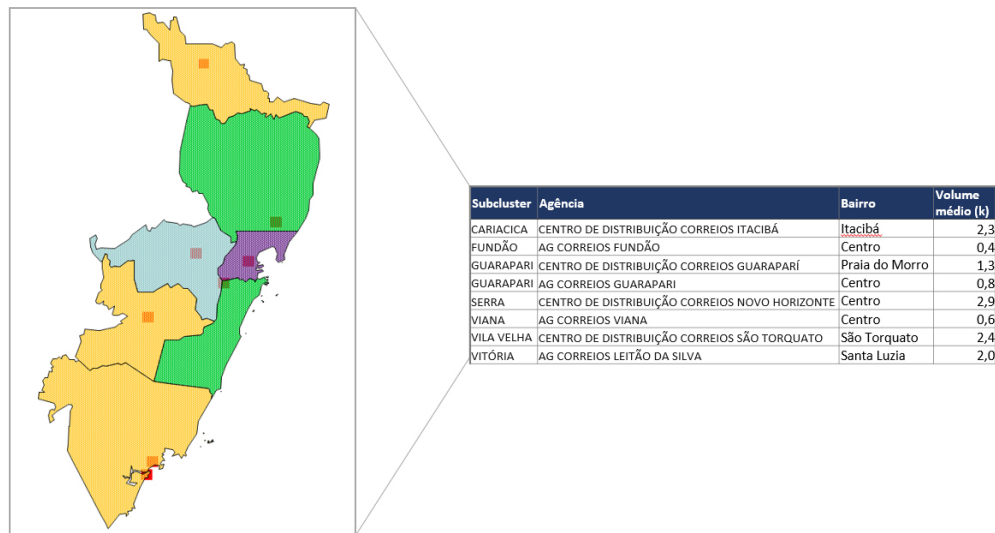 Subcluster Agência Bairro Volume médio (k)
CARIACICA CENTRO DE DISTRIBUIÇÃO CORREIOS ITACIBÁ Itacibá 2,3
FUNDÃO AG CORREIOS FUNDÃO Centro 0,4
GUARAPARI CENTRO DE DISTRIBUIÇÃO CORREIOS GUARAPARÍ Praia do Morro 1,3
GUARAPARI AG CORREIOS GUARAPARI Centro 0,8
SERRA CENTRO DE DISTRIBUIÇÃO CORREIOS NOVO HORIZONTE Centro 2,9
VIANA AG CORREIOS VIANA Centro 0,6
VILA VELHA CENTRO DE DISTRIBUIÇÃO CORREIOS SÃO TORQUATO São Torquato 2,4
VITÓRIA AG CORREIOS LEITÃO DA SILVA Santa Luzia 2,0